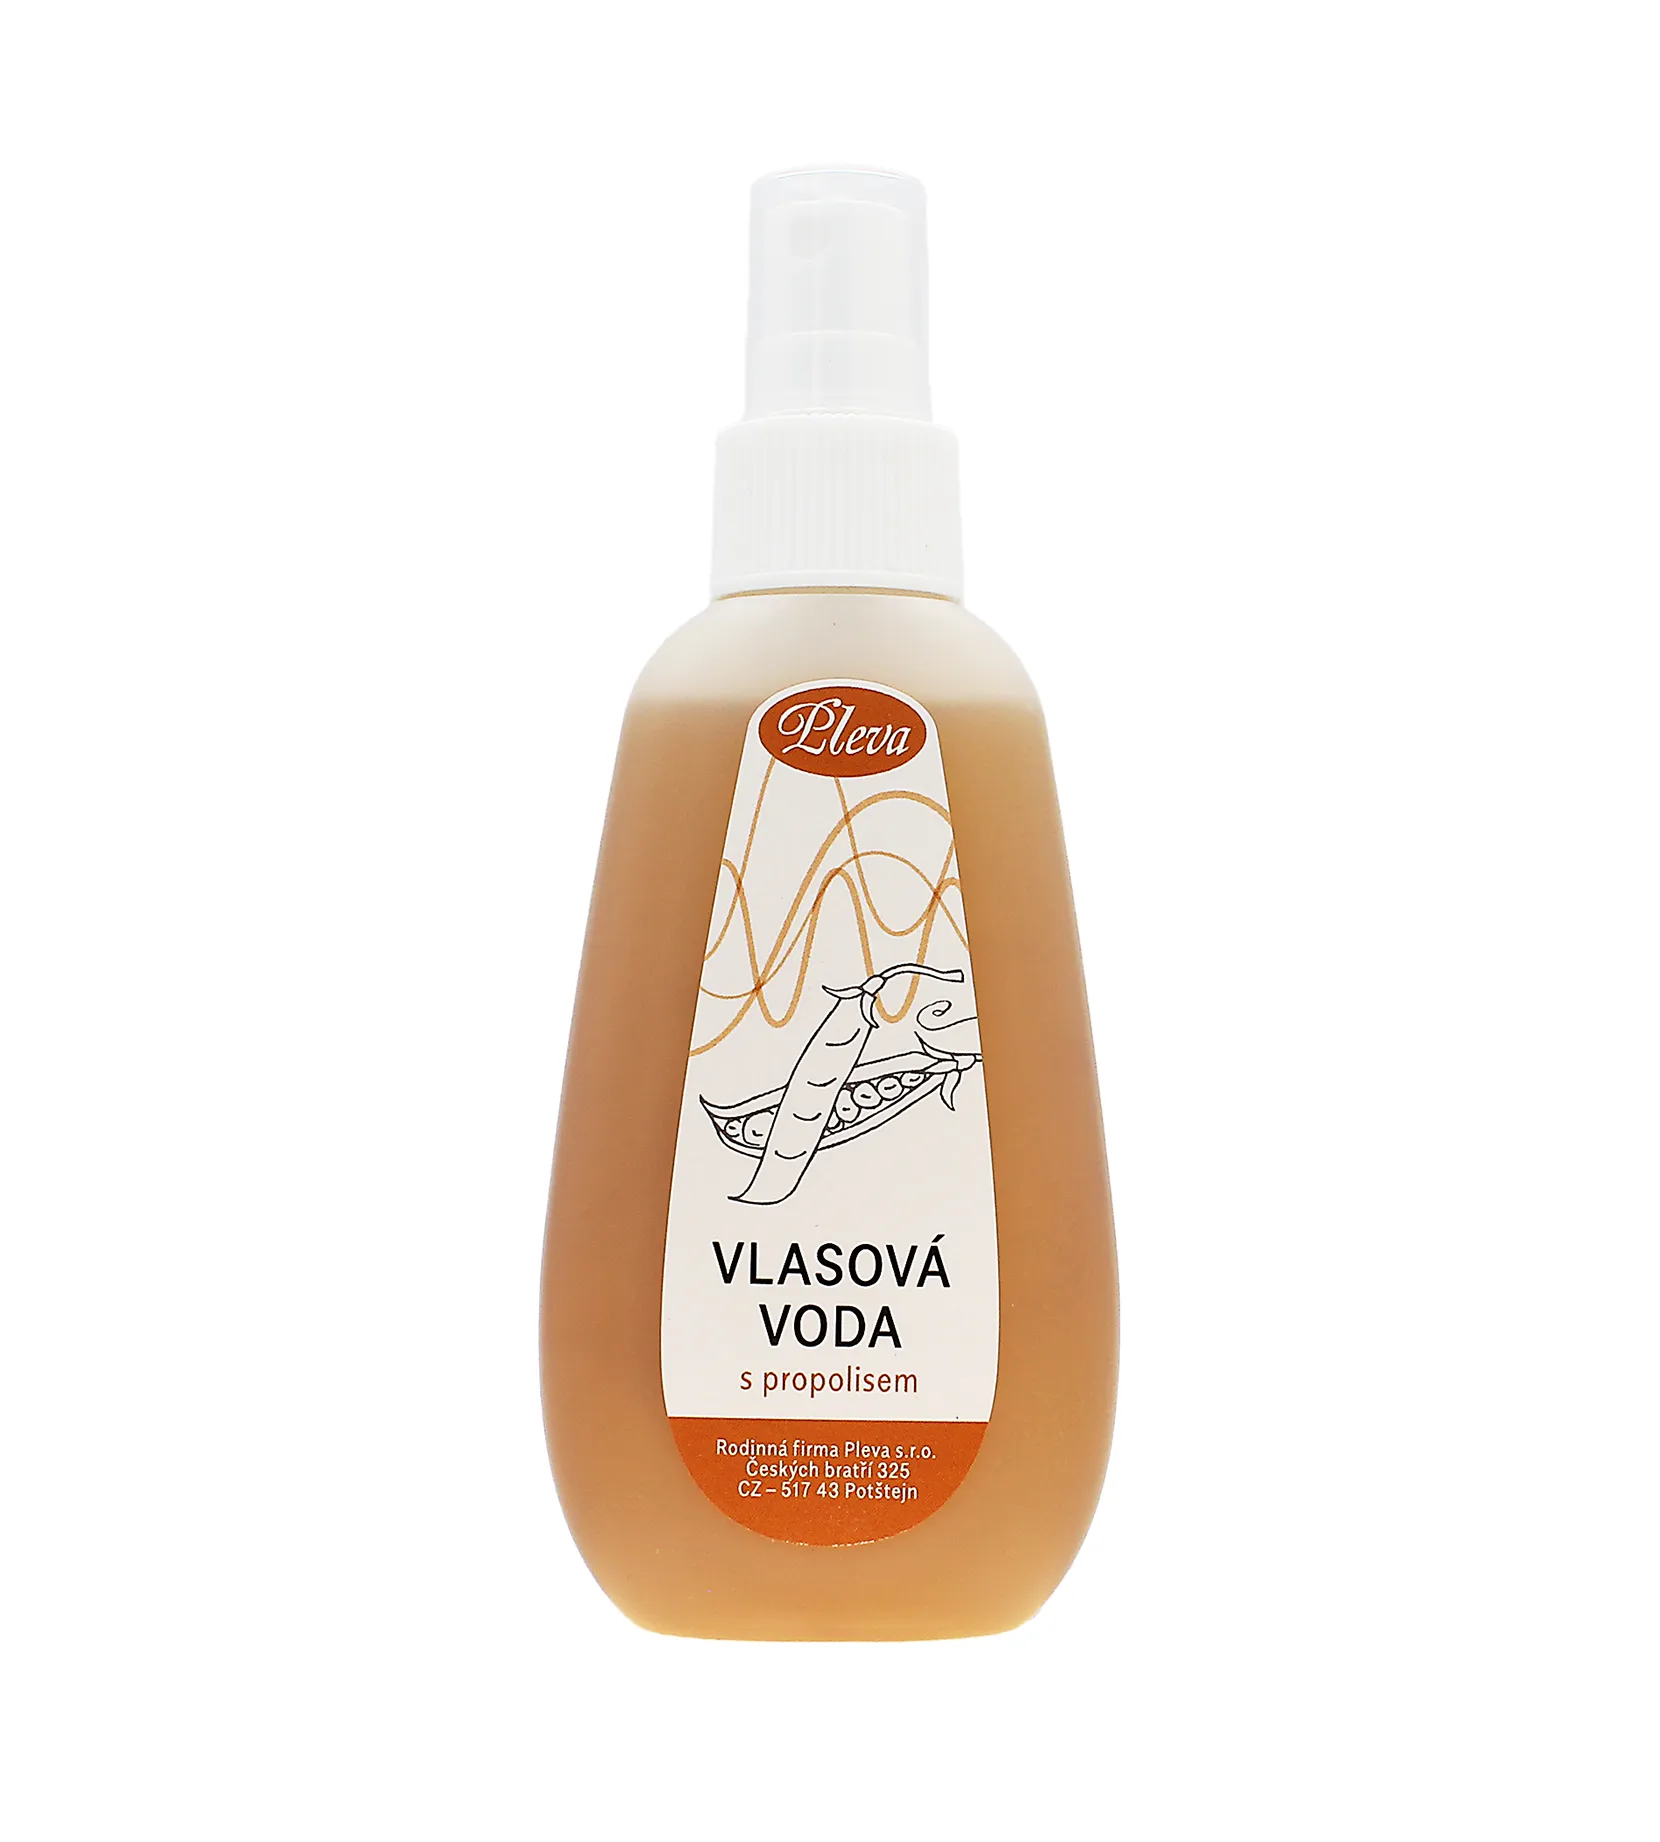 Pleva
VLASOVÁ
VODA
s propolisem
Rodinná firma Pleva s.r.o.
Českých bratří 325
CZ – 517 43 Potštejn